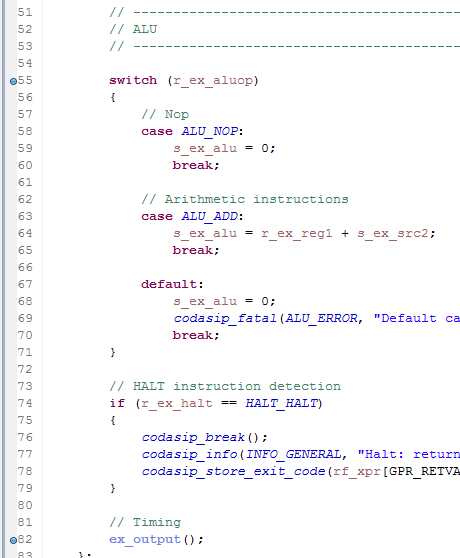 51 // -----------------------------------------
52 // ALU
53 // -----------------------------------------
54
55 switch (r_ex_aluop)
56 {
57 // Nop
58 case ALU_NOP:
59 s_ex_alu = 0;
60 break;
61
62 // Arithmetic instructions
63 case ALU_ADD:
64 s_ex_alu = r_ex_reg1 + s_ex_src2;
65 break;
66
67 default:
68 s_ex_alu = 0;
69 codasip_fatal(ALU_ERROR, "Default ca
70 break;
71 }
72
73 // HALT instruction detection
74 if (r_ex_halt == HALT_HALT)
75 {
76 codasip_break();
77 codasip_info(INFO_GENERAL, "Halt: return
78 codasip_store_exit_code(rf_xpr[GPR_RETVA
79 }
80
81 // Timing
82 ex_output();
83 };